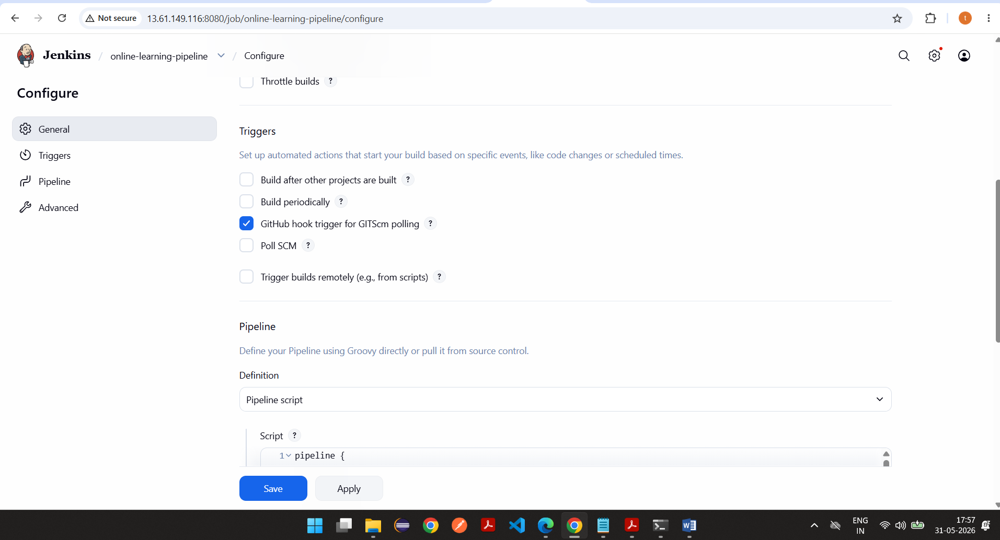 Not secure 13.61.149.116:8080/job/online-learning-pipeline/configure t
Jenkins / online-learning-pipeline / Configure
Configure
General
Triggers
Pipeline
Advanced
Throttle builds ?
Triggers
Set up automated actions that start your build based on specific events, like code changes or scheduled times.
Build after other projects are built ?
Build periodically ?
GitHub hook trigger for GITScm polling ?
Poll SCM ?
Trigger builds remotely (e.g., from scripts) ?
Pipeline
Define your Pipeline using Groovy directly or pull it from source control.
Definition
Pipeline script
Script ?
1 pipeline {
Save Apply
ENG
IN
17:57
31-05-2026